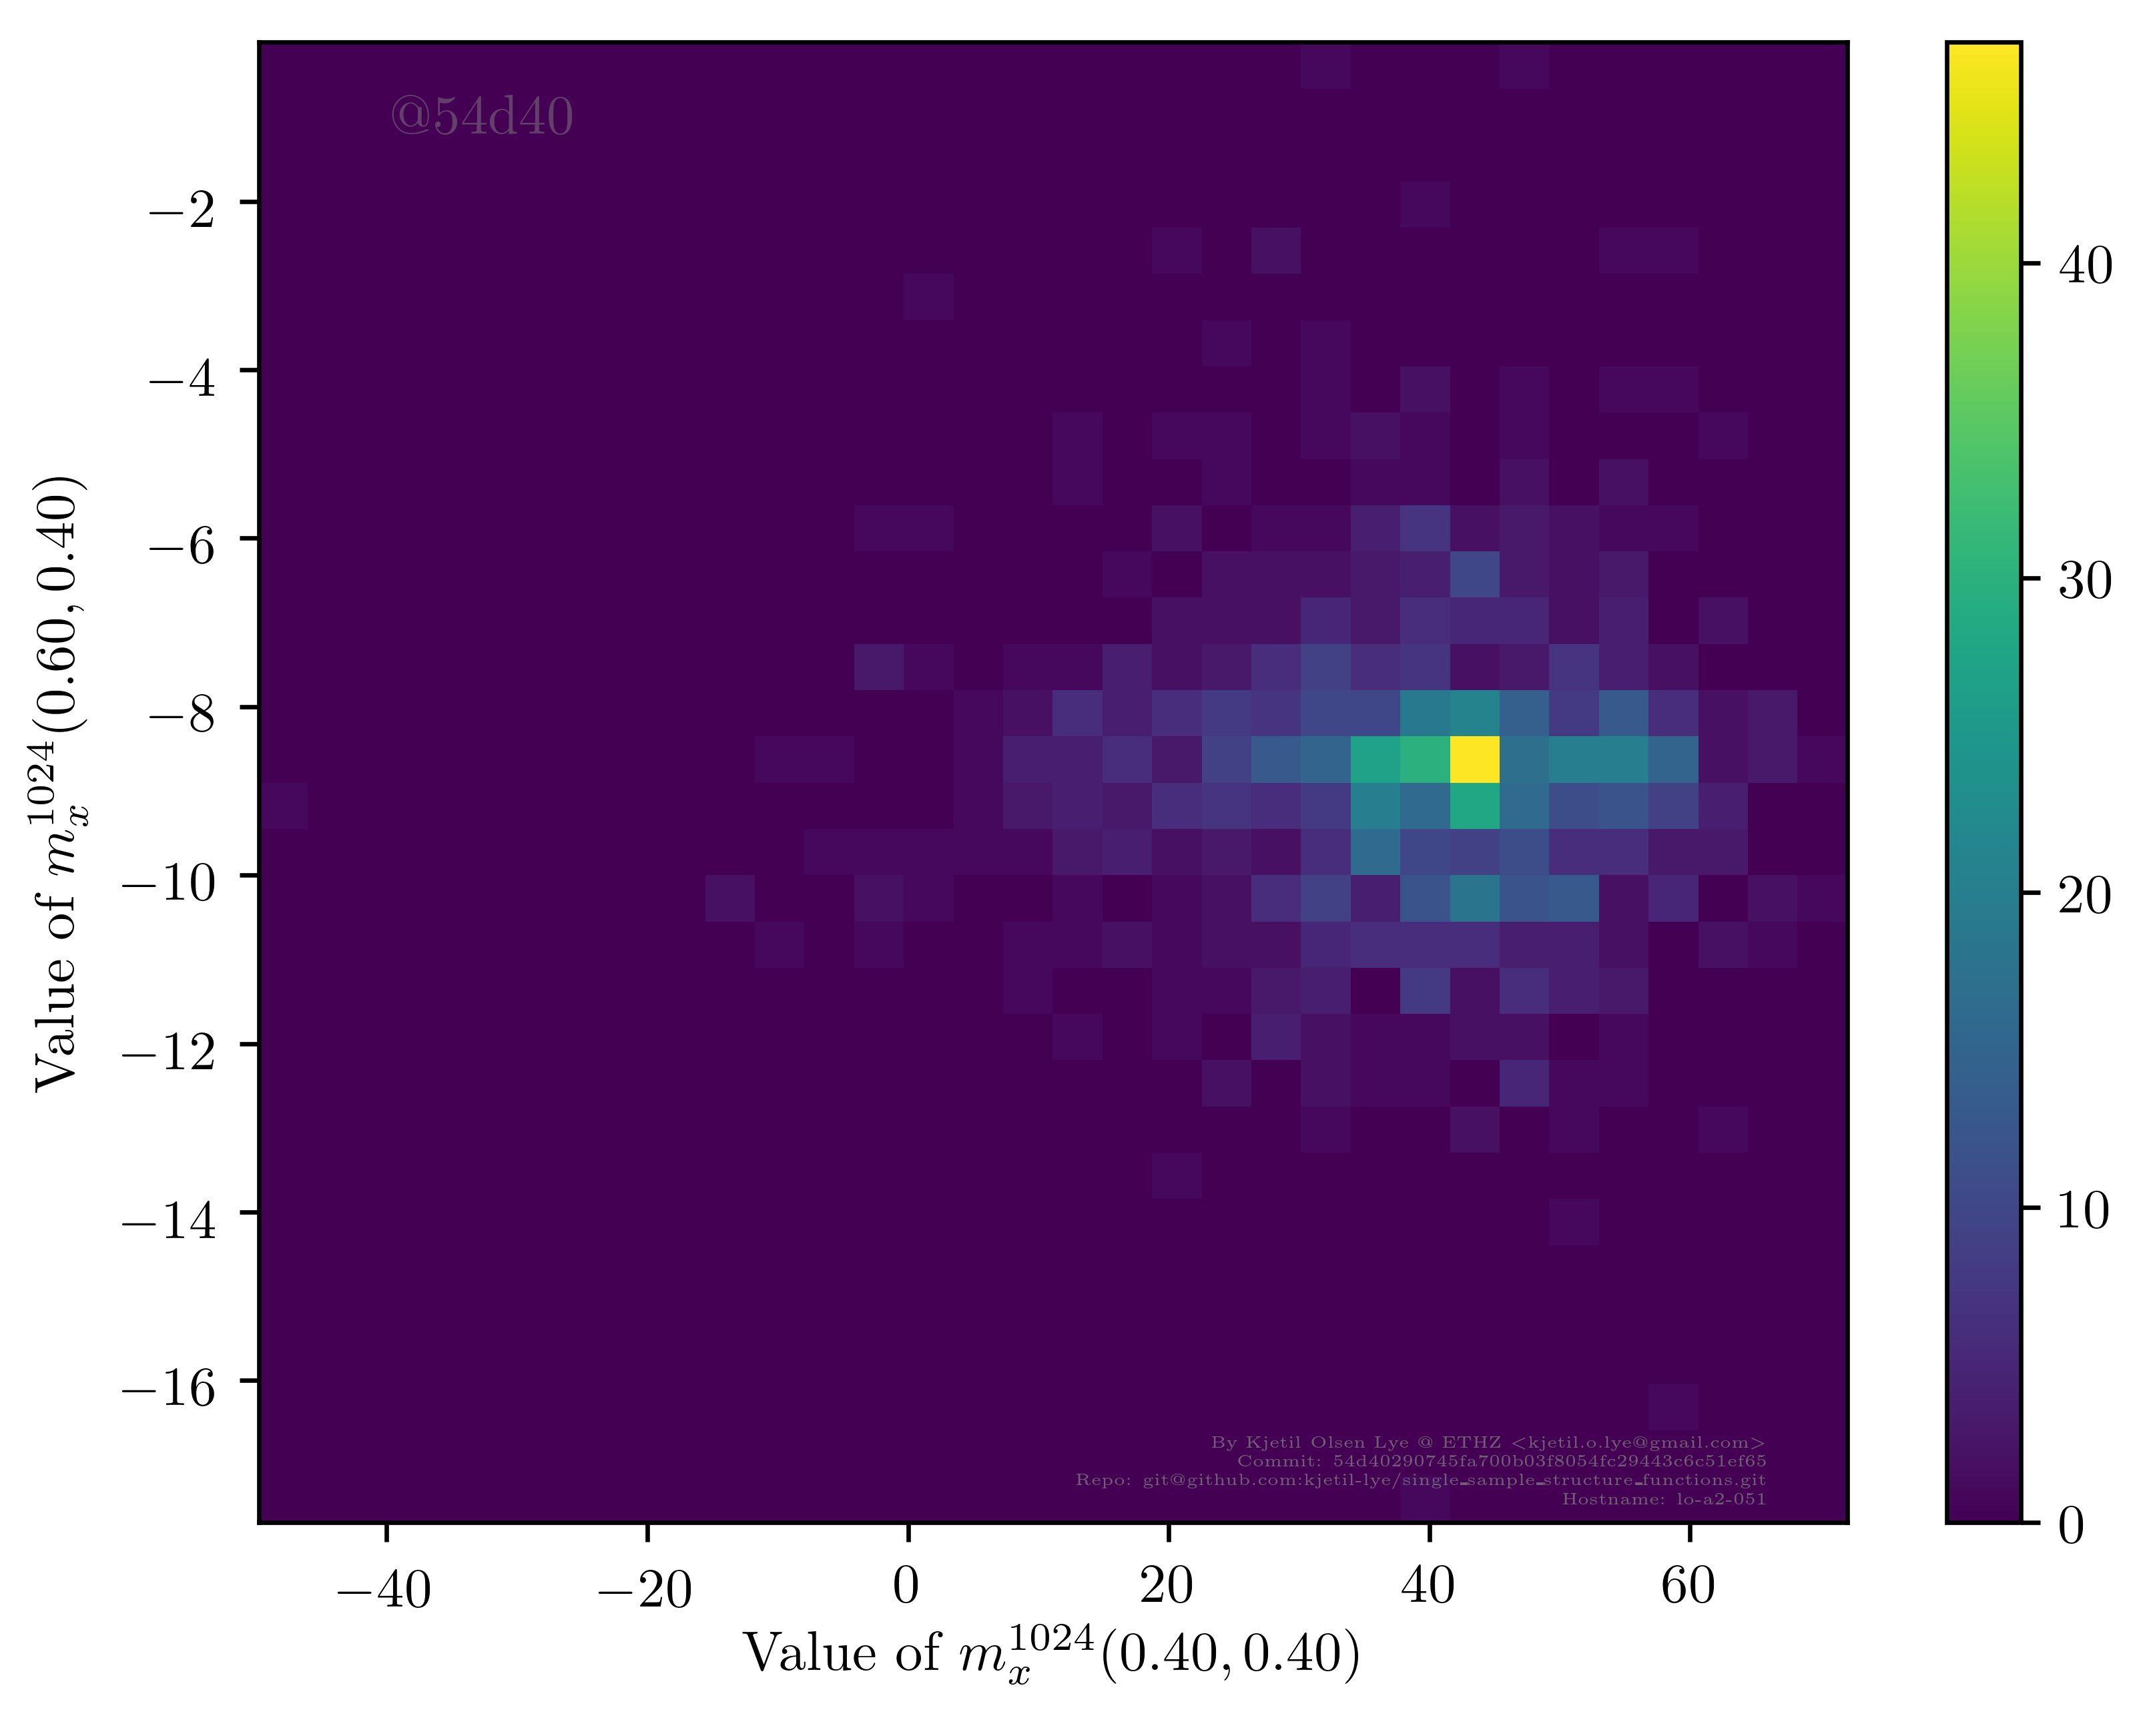 @54d40
−2
−4
−6
−8
−10
−12
−14
−16
Value of m_x^1024(0.60, 0.40)
−40 −20 0 20 40 60
Value of m_x^1024(0.40, 0.40)
40
30
20
10
0
By Kjetil Olsen Lye @ ETHZ <kjetil.o.lye@gmail.com>
Commit: 54d40290745fa700b03f8054fc29443c6c51ef65
Repo: git@github.com:kjetil-lye/single_sample_structure_functions.git
Hostname: lo-a2-051